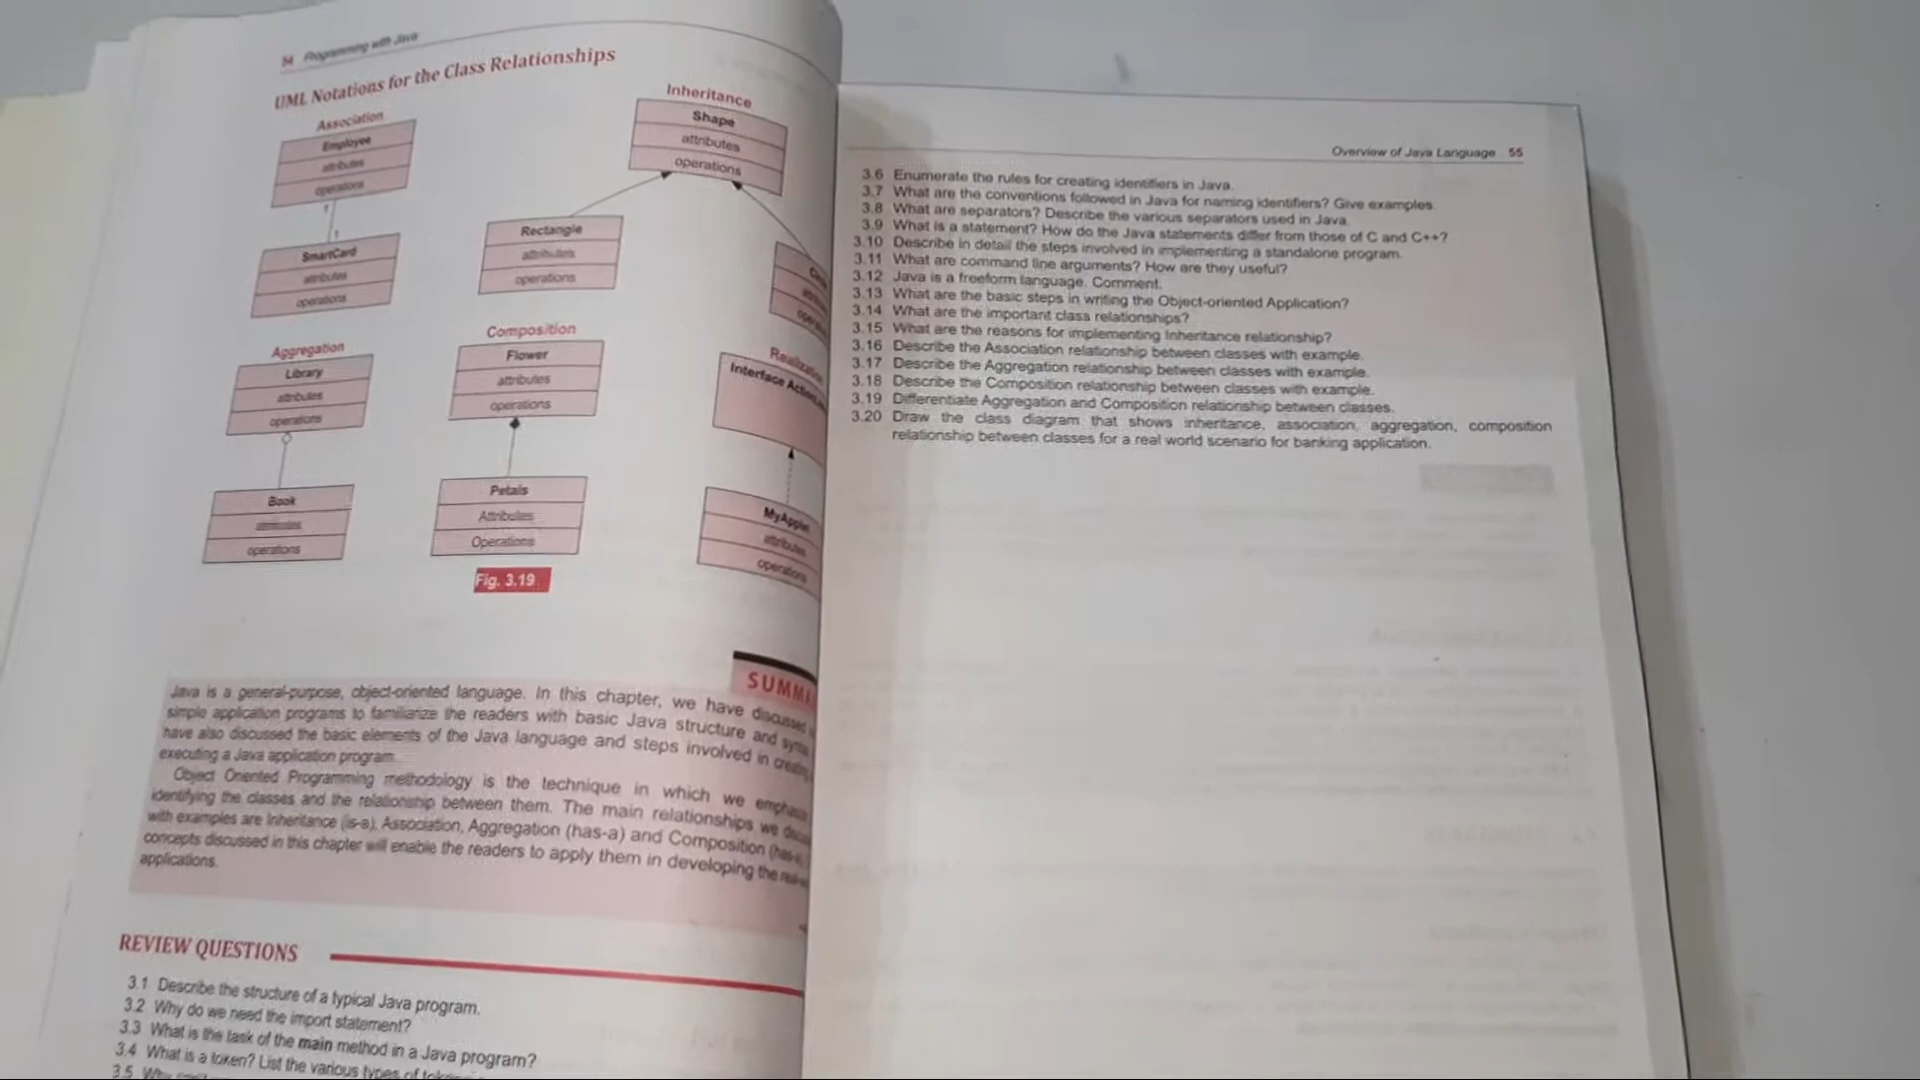 54 Programming with Java
UML Notations for the Class Relationships
Association
Employee
attributes
operations
1
1
SmartCard
attributes
operations
Inheritance
Shape
attributes
operations
Rectangle
attributes
operations
Aggregation
Library
attributes
operations
Book
attributes
operations
Composition
Flower
attributes
operations
Petals
Attributes
Operations
Interface
MyApplet
attributes
operations
Fig. 3.19
Java is a general-purpose, object-oriented language. In this chapter, we have discussed
simple application programs to familiarize the readers with basic Java structure and
have also discussed the basic elements of the Java language and steps involved in
executing a Java application program.
Object Oriented Programming methodology is the technique in which we
identifying the classes and the relationship between them. The main relationships we
with examples are Inheritance (is-a), Association, Aggregation (has-a) and Composition
concepts discussed in this chapter will enable the readers to apply them in developing the
applications.
REVIEW QUESTIONS
3.1 Describe the structure of a typical Java program.
3.2 Why do we need the import statement?
3.3 What is the task of the main method in a Java program?
3.4 What is a token? List the various types of
3.5 Why
Overview of Java Language 55
3.6 Enumerate the rules for creating identifiers in Java.
3.7 What are the conventions followed in Java for naming identifiers? Give examples.
3.8 What are separators? Describe the various separators used in Java.
3.9 What is a statement? How do the Java statements differ from those of C and C++?
3.10 Describe in detail the steps involved in implementing a standalone program.
3.11 What are command line arguments? How are they useful?
3.12 Java is a freeform language. Comment.
3.13 What are the basic steps in writing the Object-oriented Application?
3.14 What are the important class relationships?
3.15 What are the reasons for implementing Inheritance relationship?
3.16 Describe the Association relationship between classes with example.
3.17 Describe the Aggregation relationship between classes with example.
3.18 Describe the Composition relationship between classes with example.
3.19 Differentiate Aggregation and Composition relationship between classes.
3.20 Draw the class diagram that shows inheritance, association, aggregation, composition
relationship between classes for a real world scenario for banking application.